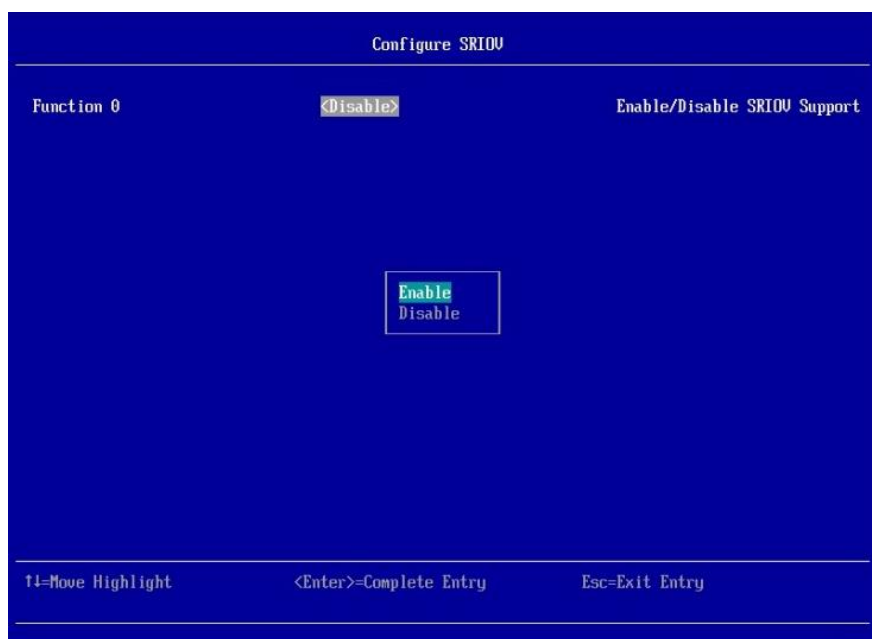 Configure SRIOV
Function 0 <Disable> Enable/Disable SRIOV Support
Enable
Disable
↑↓=Move Highlight <Enter>=Complete Entry Esc=Exit Entry